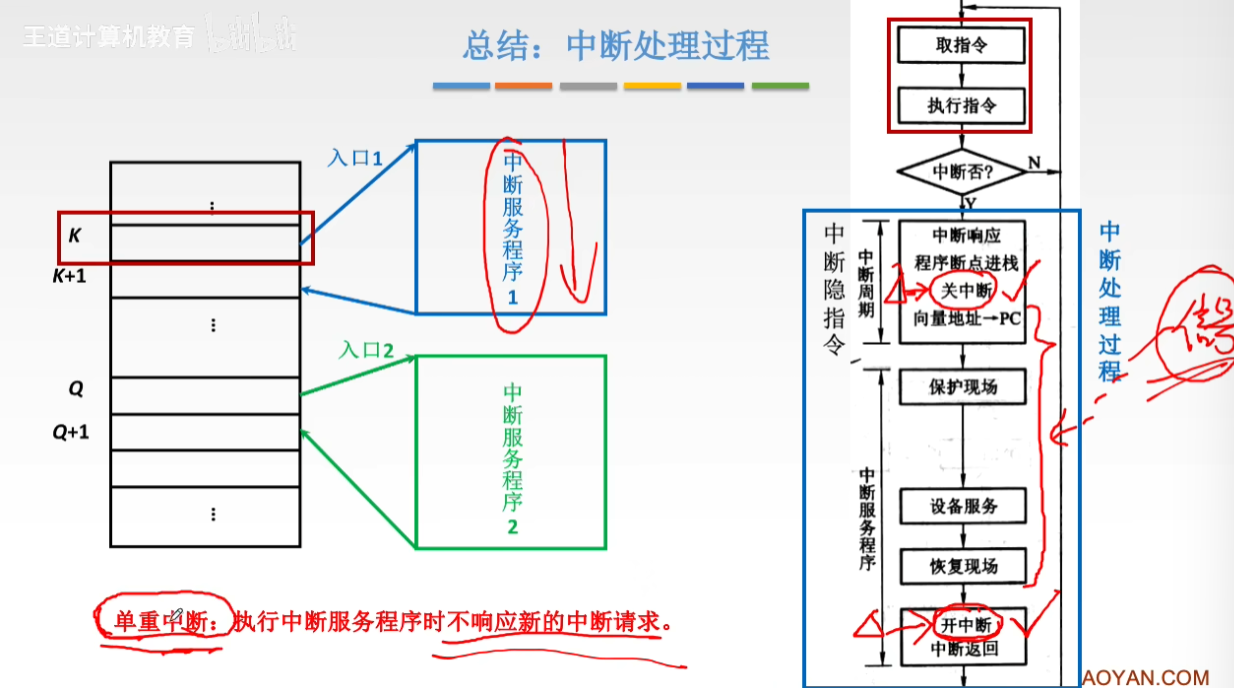 王道计算机教育 bilibili
总结：中断处理过程
K
K+1
⋮
Q
Q+1
⋮
入口1
中断服务程序1
入口2
中断服务程序2
单重中断：执行中断服务程序时不响应新的中断请求。
取指令
执行指令
中断否?
N
Y
中断隐指令
中断周期
中断响应
程序断点进栈
关中断
向量地址→PC
中断处理过程
信号
中断服务程序
保护现场
设备服务
恢复现场
开中断
中断返回
AOYAN.COM